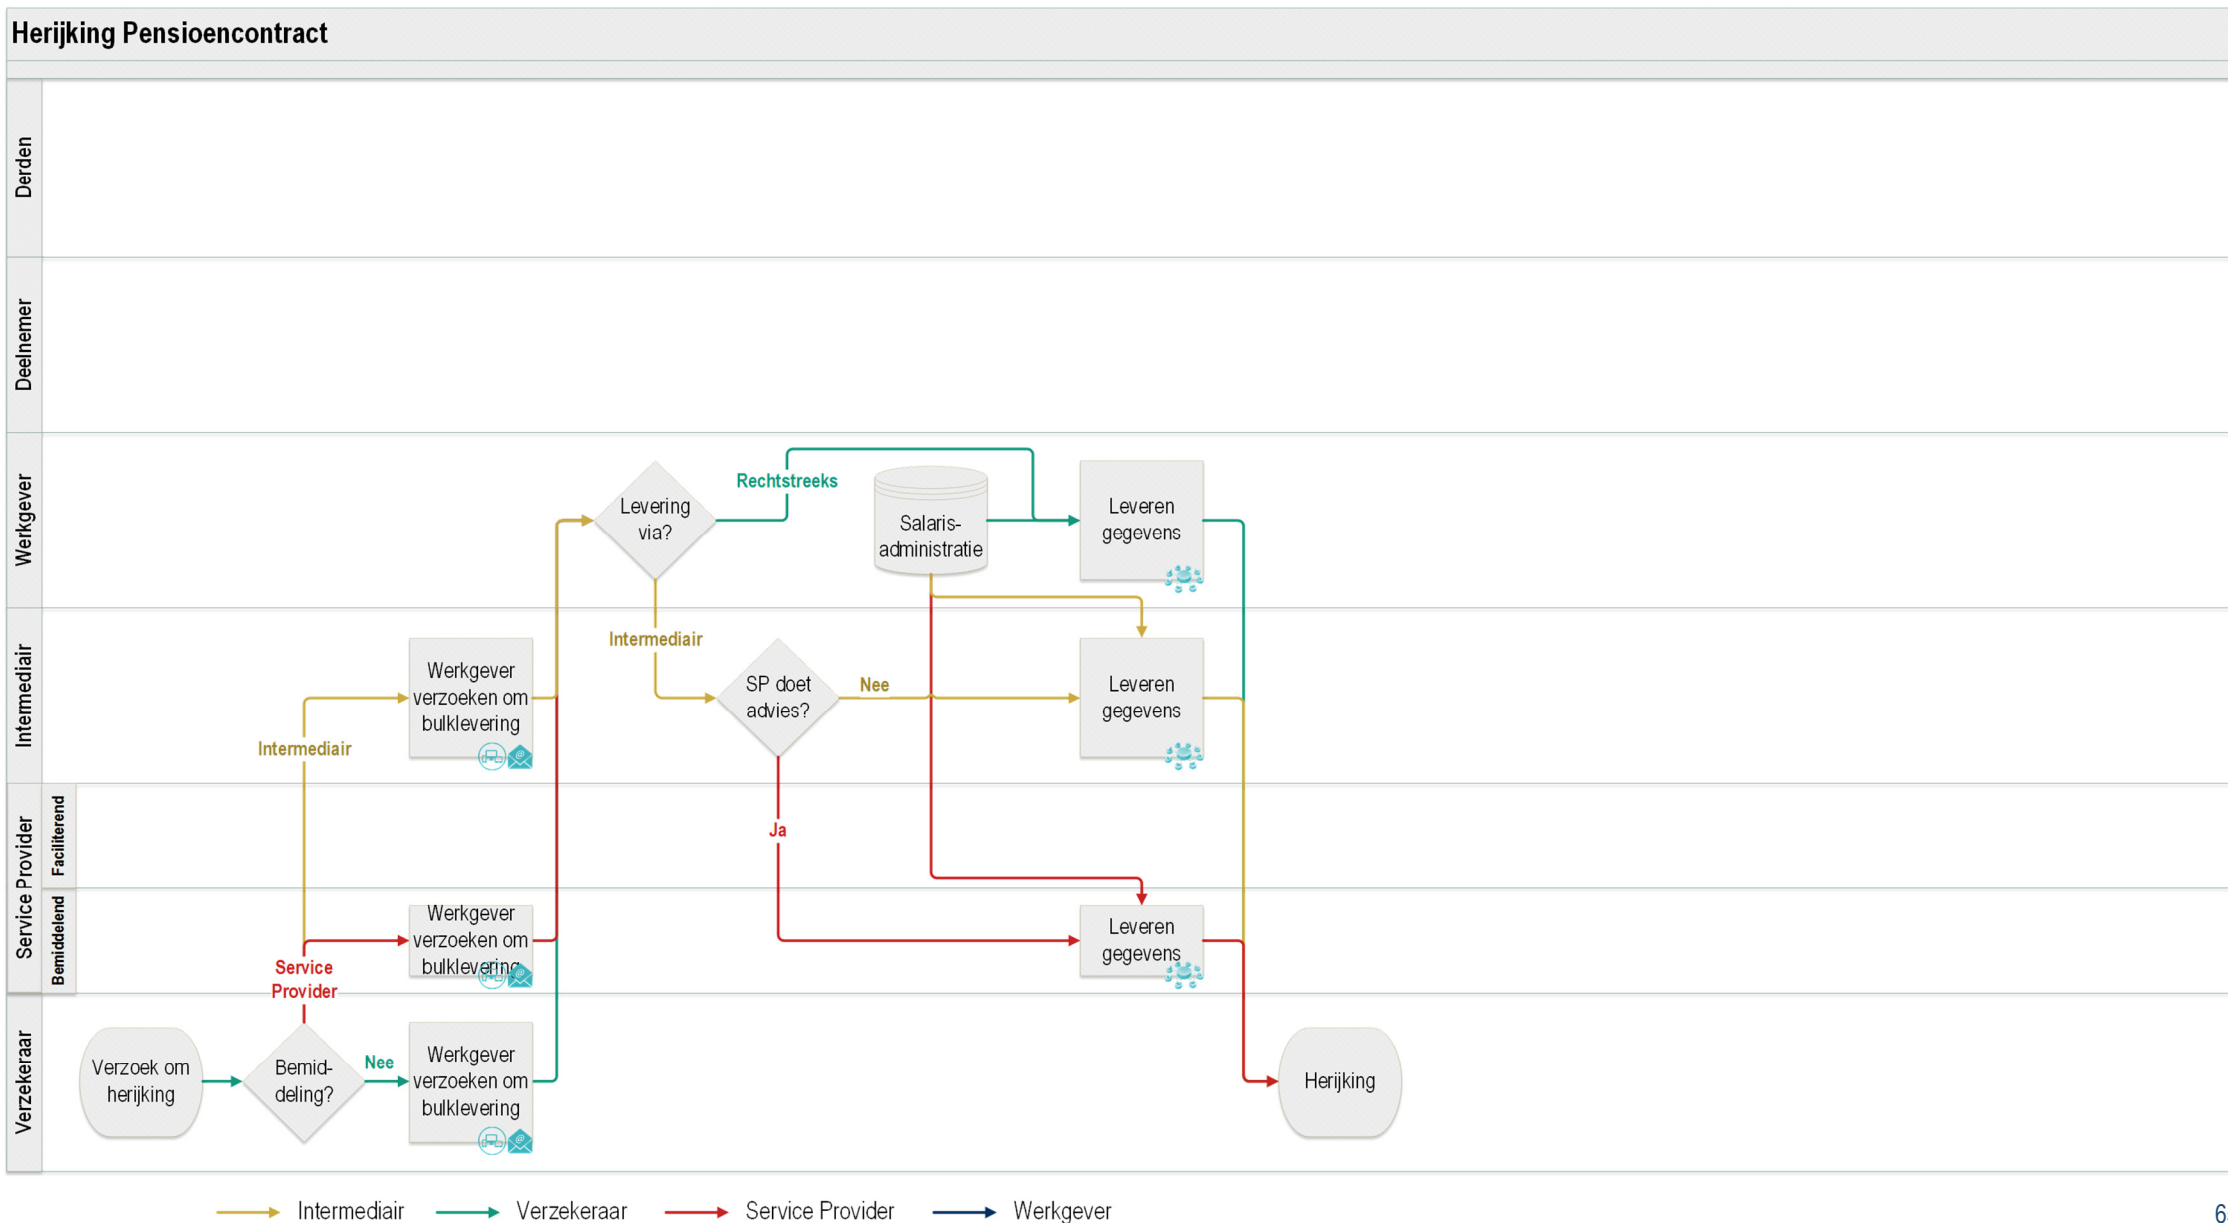 Herijking Pensioencontract
Derden
Deelnemer
Werkgever
Levering
via?
Rechtstreeks
Salaris-
administratie
Leveren
gegevens
Intermediair
Werkgever
verzoeken om
bulklevering
Intermediair
Intermediair
SP doet
advies?
Nee
Leveren
gegevens
Service Provider
Faciliterend
Ja
Bemiddelend
Werkgever
verzoeken om
bulklevering
Service
Provider
Leveren
gegevens
Verzekeraar
Verzoek om
herijking
Bemid-
deling?
Nee
Werkgever
verzoeken om
bulklevering
Herijking
Intermediair
Verzekeraar
Service Provider
Werkgever